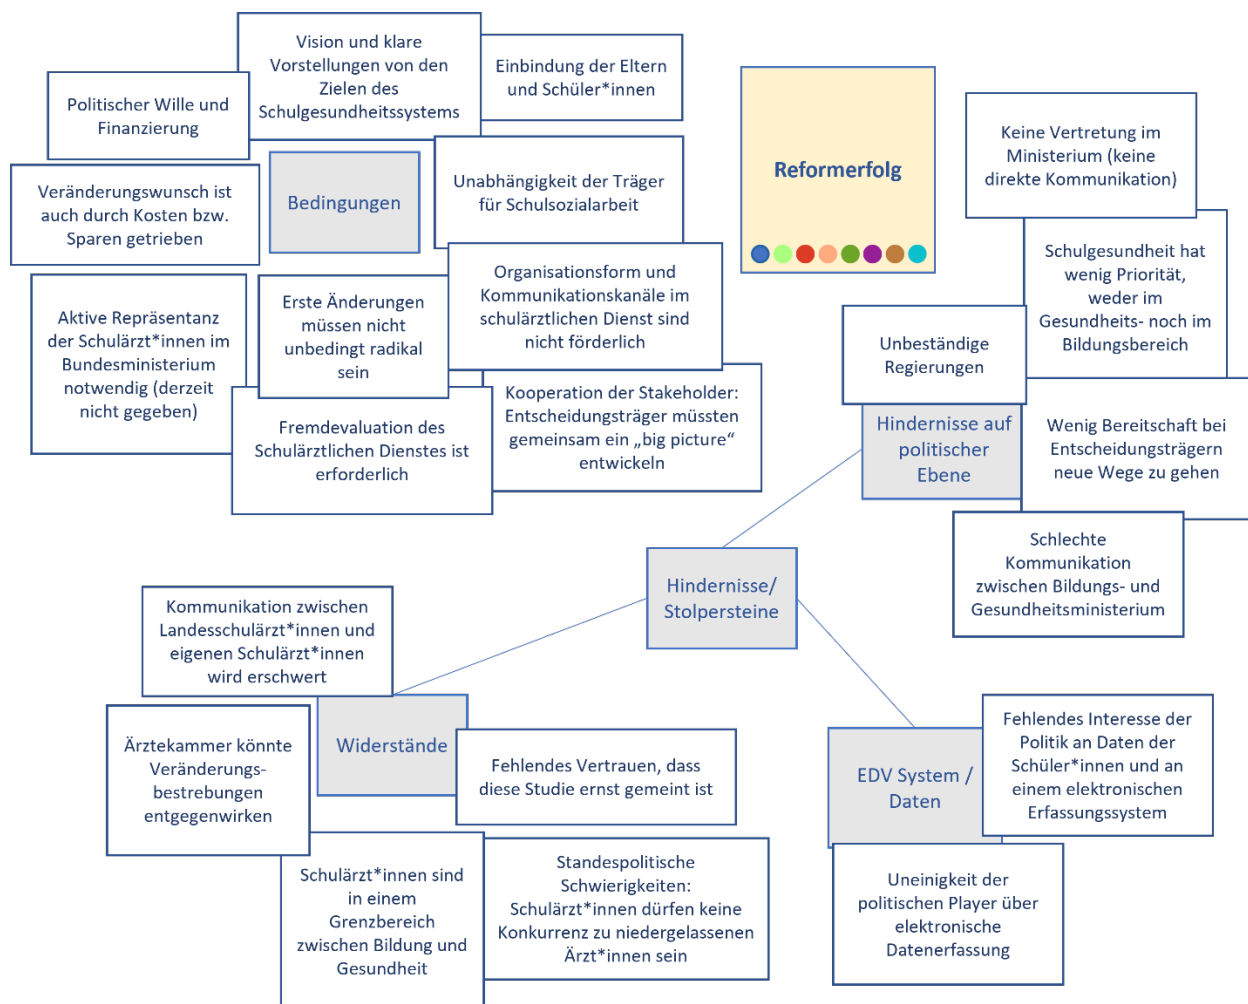 Vision und klare
Vorstellungen von den
Zielen des
Schulgesundheitssystems
Einbindung der Eltern
und Schüler*innen
Politischer Wille und
Finanzierung
Veränderungswunsch ist
auch durch Kosten bzw.
Sparen getrieben
Bedingungen
Unabhängigkeit der Träger
für Schulsozialarbeit
Aktive Repräsentanz
der Schulärzt*innen im
Bundesministerium
notwendig (derzeit
nicht gegeben)
Erste Änderungen
müssen nicht
unbedingt radikal
sein
Organisationsform und
Kommunikationskanäle im
schulärztlichen Dienst sind
nicht förderlich
Fremdevaluation des
Schulärztlichen Dienstes ist
erforderlich
Kooperation der Stakeholder:
Entscheidungsträger müssten
gemeinsam ein „big picture“
entwickeln
Reformerfolg
Keine Vertretung im
Ministerium (keine
direkte Kommunikation)
Schulgesundheit hat
wenig Priorität,
weder im
Gesundheits- noch im
Bildungsbereich
Unbeständige
Regierungen
Hindernisse auf
politischer
Ebene
Wenig Bereitschaft bei
Entscheidungsträgern
neue Wege zu gehen
Schlechte
Kommunikation
zwischen Bildungs- und
Gesundheitsministerium
Hindernisse/
Stolpersteine
Kommunikation zwischen
Landesschulärzt*innen und
eigenen Schulärzt*innen
wird erschwert
Widerstände
Ärztekammer könnte
Veränderungs-
bestrebungen
entgegenwirken
Fehlendes Vertrauen, dass
diese Studie ernst gemeint ist
Schulärzt*innen sind
in einem
Grenzbereich
zwischen Bildung und
Gesundheit
Standespolitische
Schwierigkeiten:
Schulärzt*innen dürfen keine
Konkurrenz zu niedergelassenen
Ärzt*innen sein
EDV System /
Daten
Fehlendes Interesse der
Politik an Daten der
Schüler*innen und an
einem elektronischen
Erfassungssystem
Uneinigkeit der
politischen Player über
elektronische
Datenerfassung